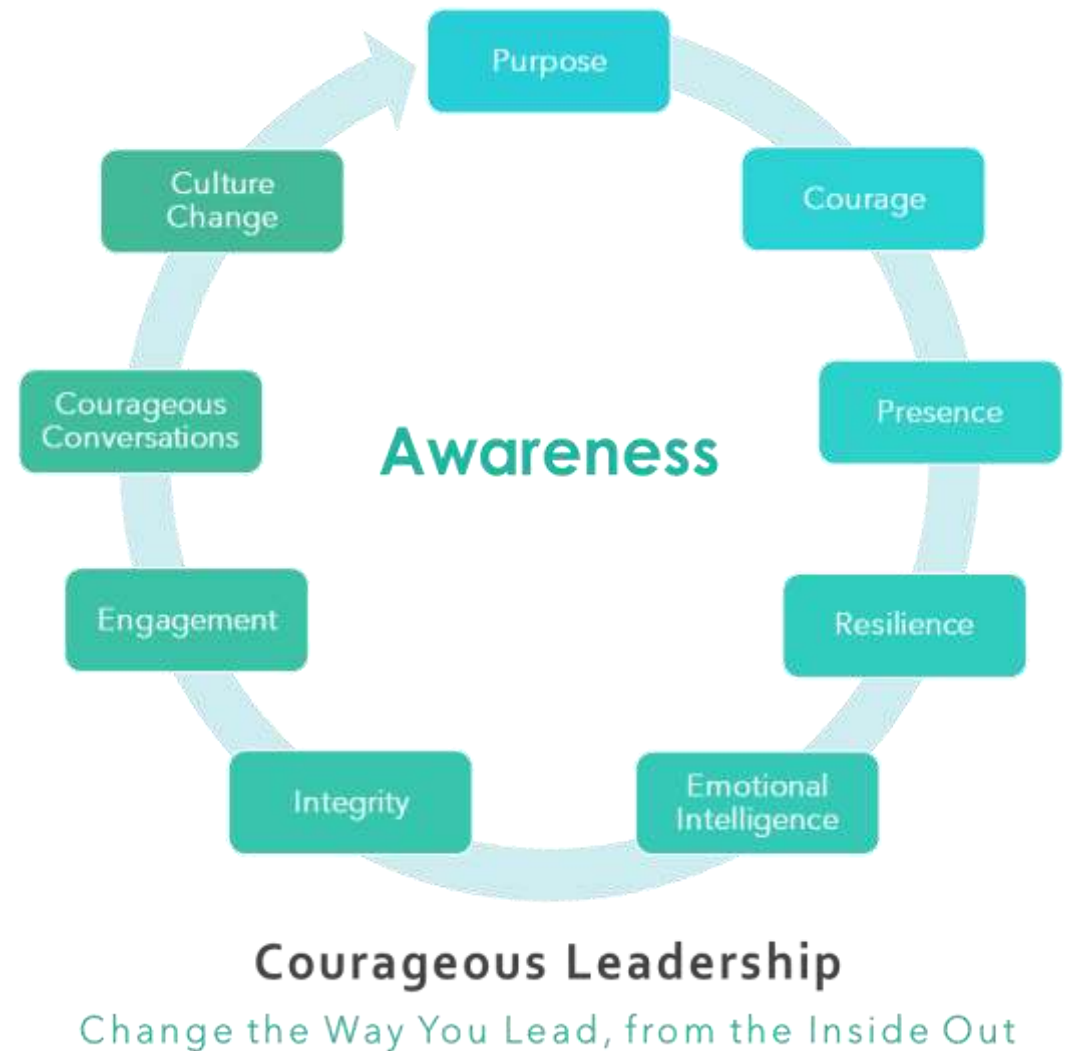 Purpose
Courage
Presence
Resilience
Emotional
Intelligence
Integrity
Engagement
Courageous
Conversations
Culture
Change
Awareness
Courageous Leadership
Change the Way You Lead, from the Inside Out